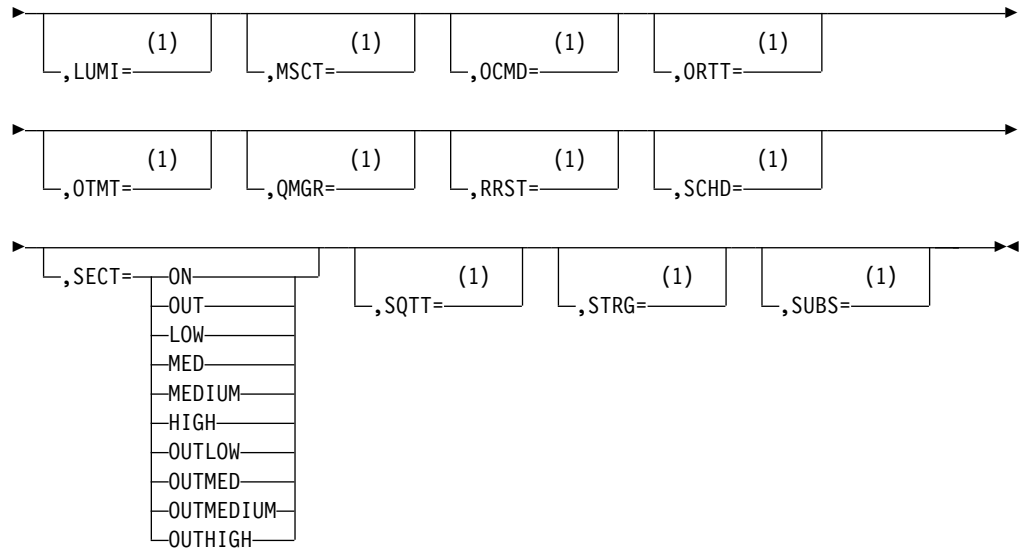 (1) (1) (1) (1)
,LUMI= ,MSCT= ,OCMD= ,ORTT=
(1) (1) (1) (1)
,OTMT= ,QMGR= ,RRST= ,SCHD=
,SECT= ON (1) (1) (1)
OUT ,SQTT= ,STRG= ,SUBS=
LOW
MED
MEDIUM
HIGH
OUTLOW
OUTMED
OUTMEDIUM
OUTHIGH